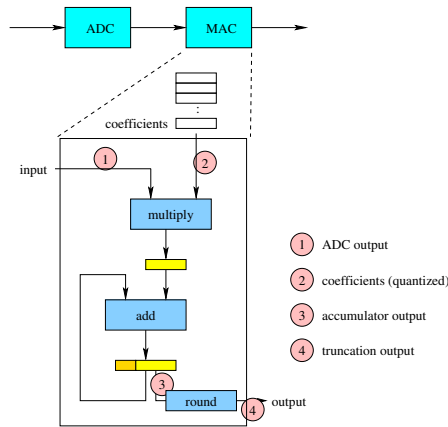 ADC
MAC
:
coefficients
input
1
2
multiply
add
3
round
4
output
1 ADC output
2 coefficients (quantized)
3 accumulator output
4 truncation output